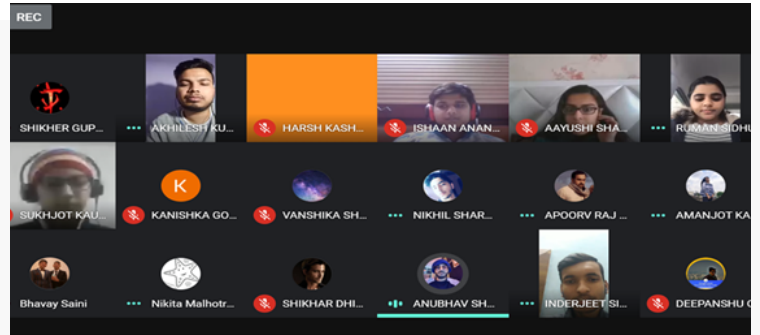 REC
SHIKHER GUP...
AKHILESH KU...
HARSH KASH...
ISHAAN ANAN...
AAYUSHI SHA...
RUMAN SIDHU
SUKHJOT KAU...
K
KANISHKA GO...
VANSHIKA SH...
NIKHIL SHAR...
APOORV RAJ ...
AMANJOT KA
Bhavay Saini
Nikita Malhotr...
SHIKHAR DHI...
ANUBHAV SH...
INDERJEET SI...
DEEPANSHU G